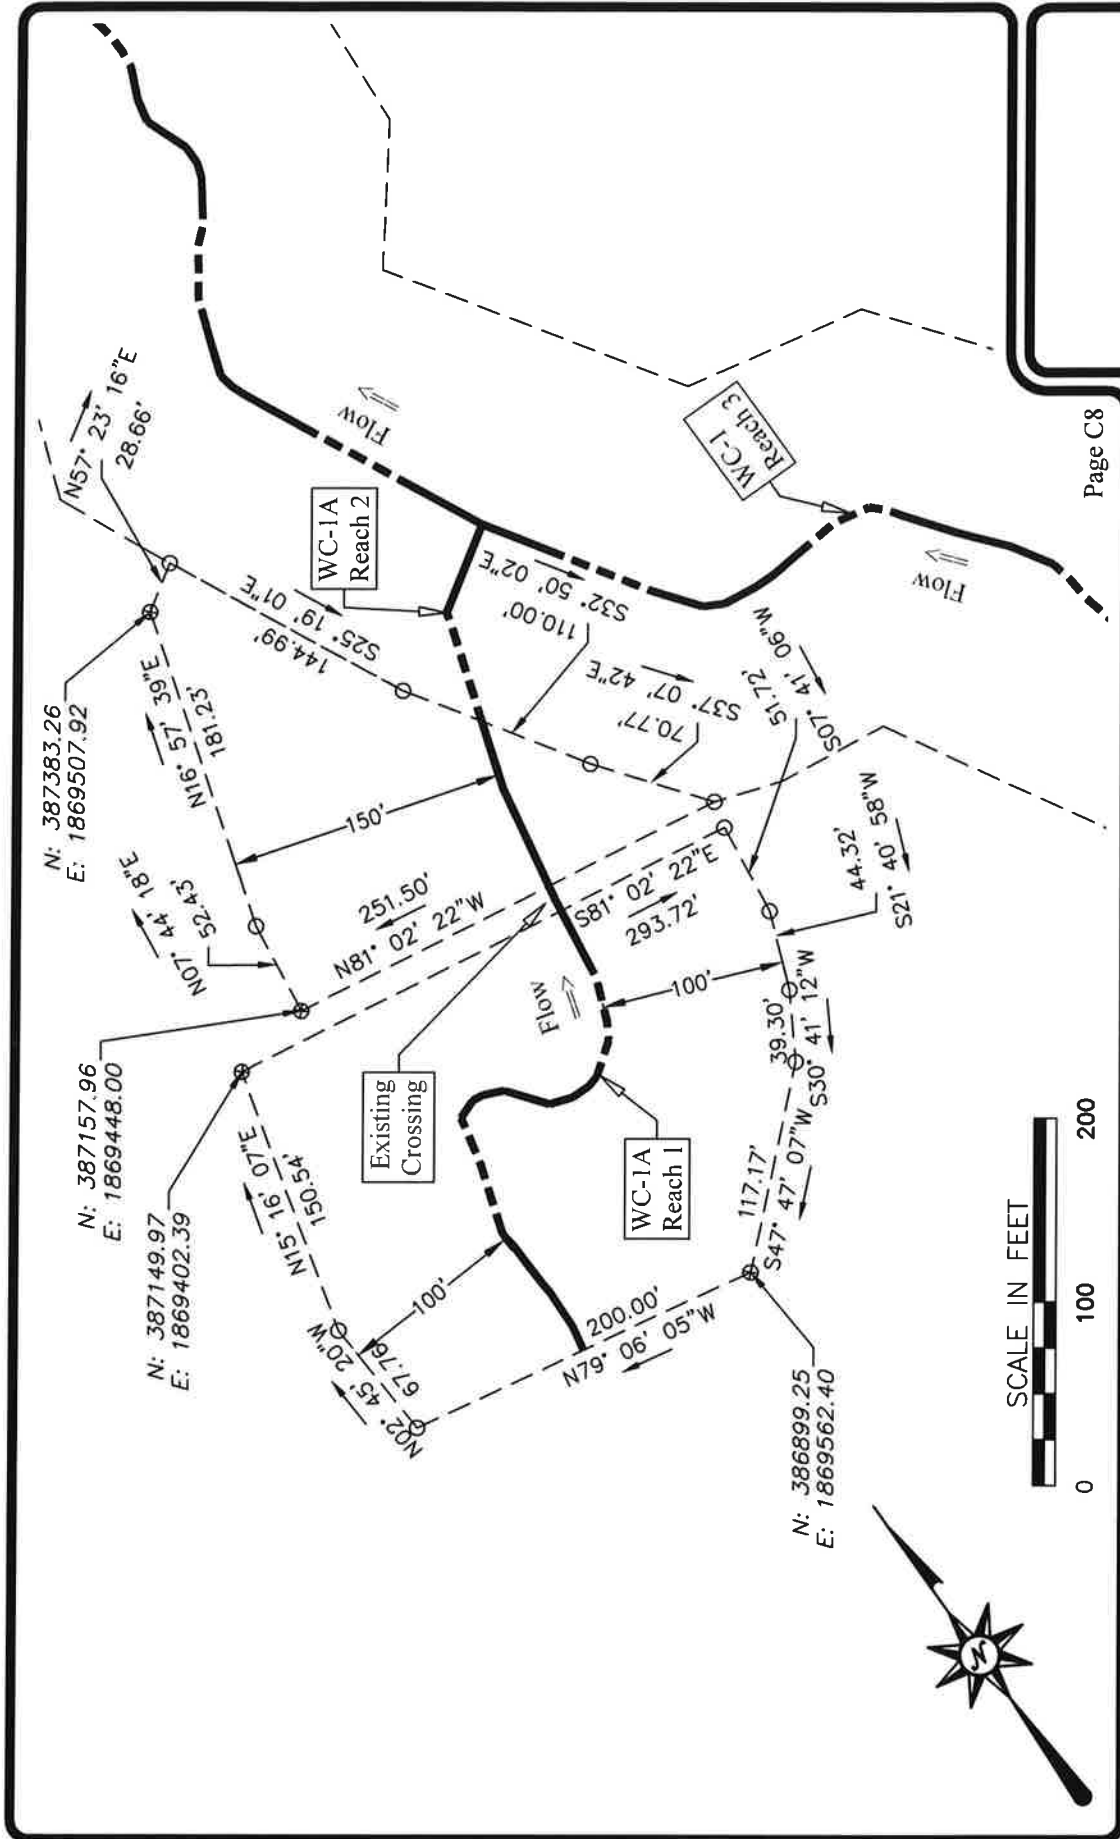 N: 387383.26
E: 1869507.92
N57° 23' 16"E
28.66'
N16° 57' 39"E
181.23'
N07° 44' 18"E
52.43'
N: 387157.96
E: 1869448.00
N: 387149.97
E: 1869402.39
N15° 16' 07"E
150.54'
N02° 45' 20"W
67.76'
100'
150'
251.50'
N81° 02' 22"W
S81° 02' 22"E
293.72'
144.99'
S25° 19' 01"E
WC-1A
Reach 2
Flow
S32° 50' 02"E
110.00'
S37° 07' 42"E
70.77'
51.72'
S07° 41' 06"W
44.32'
S21° 40' 58"W
39.30'
S30° 41' 12"W
117.17'
S47° 47' 07"W
200.00'
N79° 06' 05"W
100'
Flow
Existing
Crossing
WC-1A
Reach 1
WC-1
Reach 3
Flow
N: 386899.25
E: 1869562.40
N
SCALE IN FEET
0 100 200
Page C8